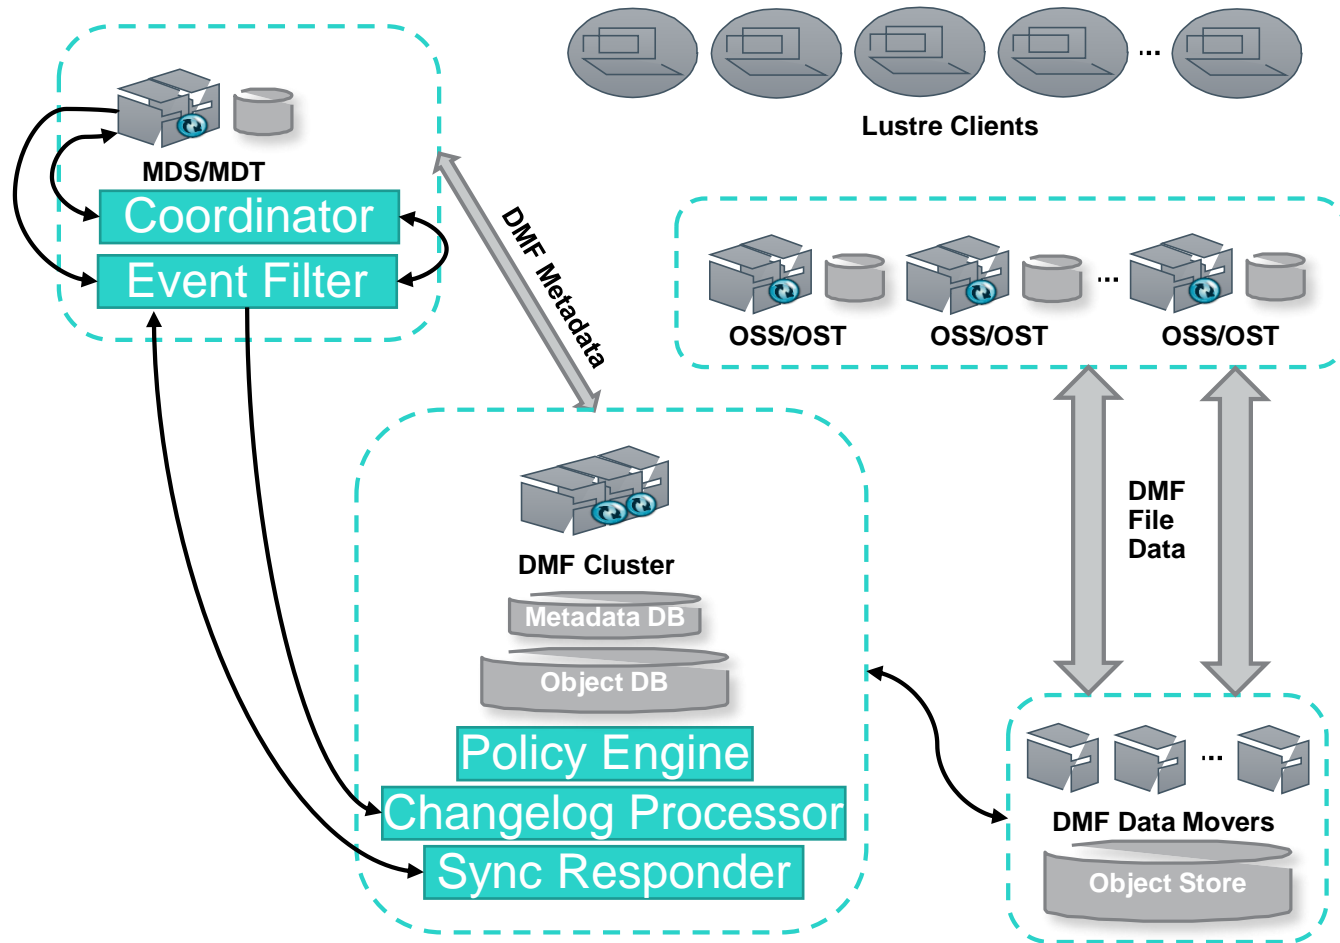 ...
Lustre Clients
MDS/MDT
Coordinator
Event Filter
DMF Metadata
...
OSS/OST
OSS/OST
OSS/OST
DMF
File
Data
DMF Cluster
Metadata DB
Object DB
Policy Engine
Changelog Processor
Sync Responder
...
DMF Data Movers
Object Store